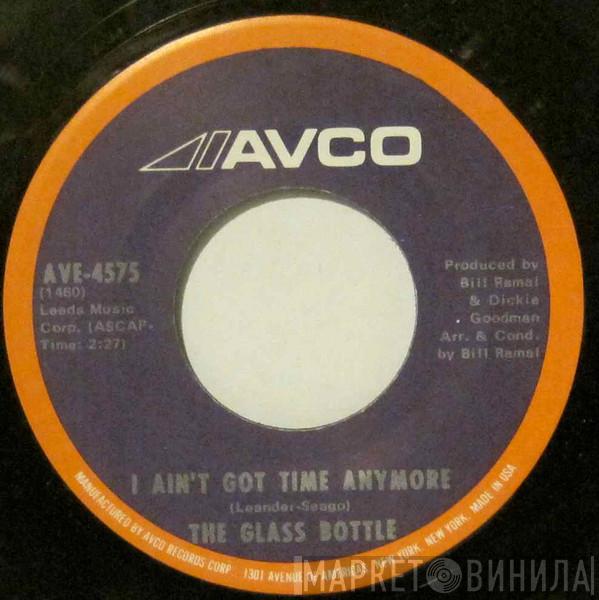 AVCO
AVE-4575
(1460)
Leeds Music
Corp. (ASCAP-
Time: 2:27)
Produced by
Bill Ramal
& Dickie
Goodman
Arr. & Cond.
by Bill Ramal
I AIN'T GOT TIME ANYMORE
(Leander-Seago)
THE GLASS BOTTLE
MANUFACTURED BY AVCO RECORDS CORP. 1301 AVENUE OF AMERICAS, NEW YORK, NEW YORK, MADE IN USA
МАРКЕТ ВИНИЛА